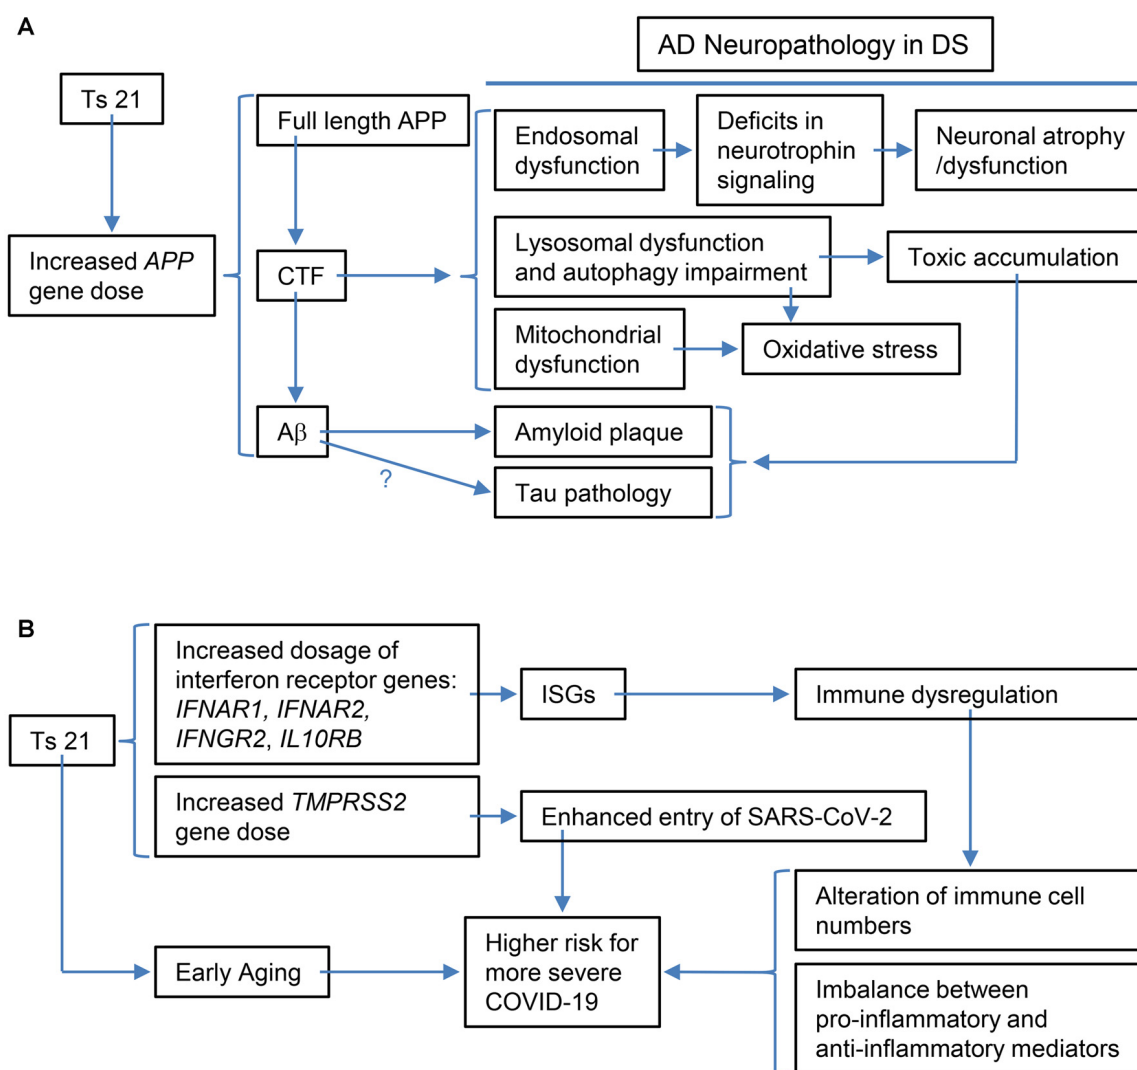 A
AD Neuropathology in DS
Ts 21
Full length APP
Endosomal
dysfunction
Deficits in
neurotrophin
signaling
Neuronal atrophy
/dysfunction
Increased APP
gene dose
CTF
Lysosomal dysfunction
and autophagy impairment
Toxic accumulation
Mitochondrial
dysfunction
Oxidative stress
Aβ
Amyloid plaque
?
Tau pathology
B
Increased dosage of
interferon receptor genes:
IFNAR1, IFNAR2,
IFNGR2, IL10RB
ISGs
Immune dysregulation
Ts 21
Increased TMPRSS2
gene dose
Enhanced entry of SARS-CoV-2
Alteration of immune cell
numbers
Early Aging
Higher risk for
more severe
COVID-19
Imbalance between
pro-inflammatory and
anti-inflammatory mediators